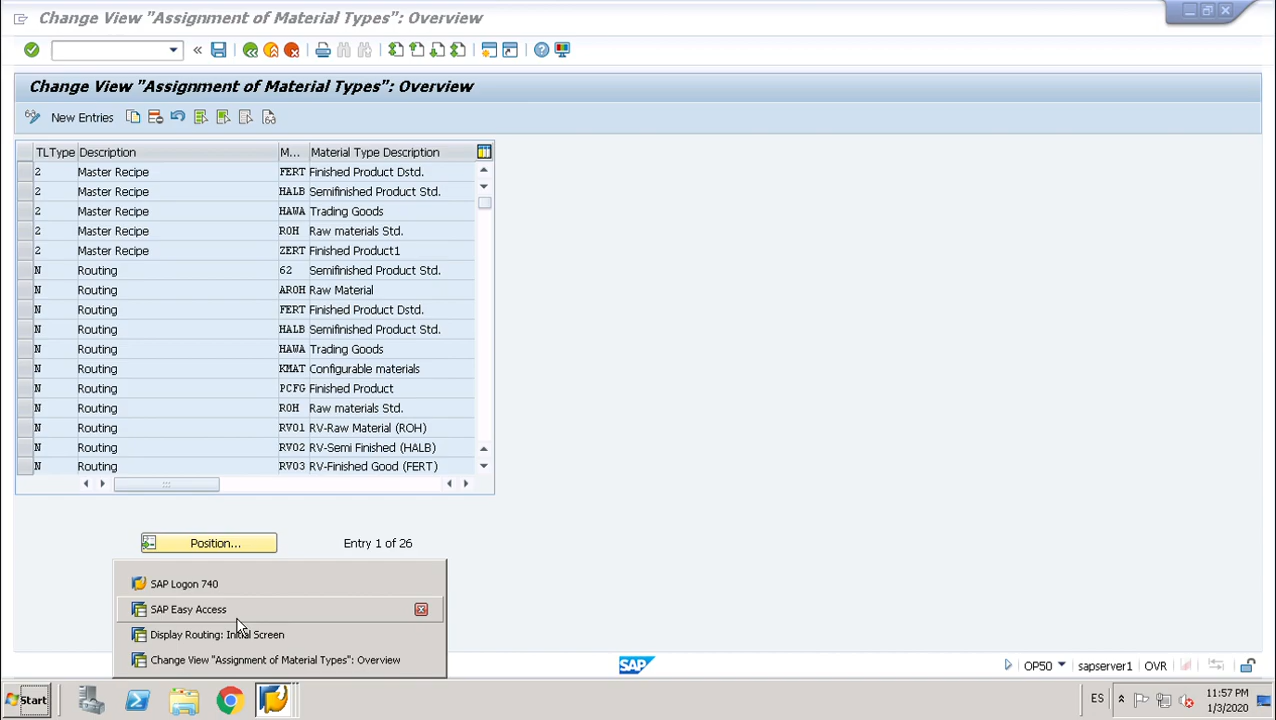 Change View "Assignment of Material Types": Overview
Change View "Assignment of Material Types": Overview
New Entries
TLType Description M... Material Type Description
2 Master Recipe FERT Finished Product Dstd.
2 Master Recipe HALB Semifinished Product Std.
2 Master Recipe HAWA Trading Goods
2 Master Recipe ROH Raw materials Std.
2 Master Recipe ZERT Finished Product1
N Routing 62 Semifinished Product Std.
N Routing AROH Raw Material
N Routing FERT Finished Product Dstd.
N Routing HALB Semifinished Product Std.
N Routing HAWA Trading Goods
N Routing KMAT Configurable materials
N Routing PCFG Finished Product
N Routing ROH Raw materials Std.
N Routing RV01 RV-Raw Material (ROH)
N Routing RV02 RV-Semi Finished (HALB)
N Routing RV03 RV-Finished Good (FERT)
Position... Entry 1 of 26
SAP Logon 740
SAP Easy Access
Display Routing: Initial Screen
Change View "Assignment of Material Types": Overview
SAP OP50 sapserver1 OVR
Start ES 11:57 PM
1/3/2020